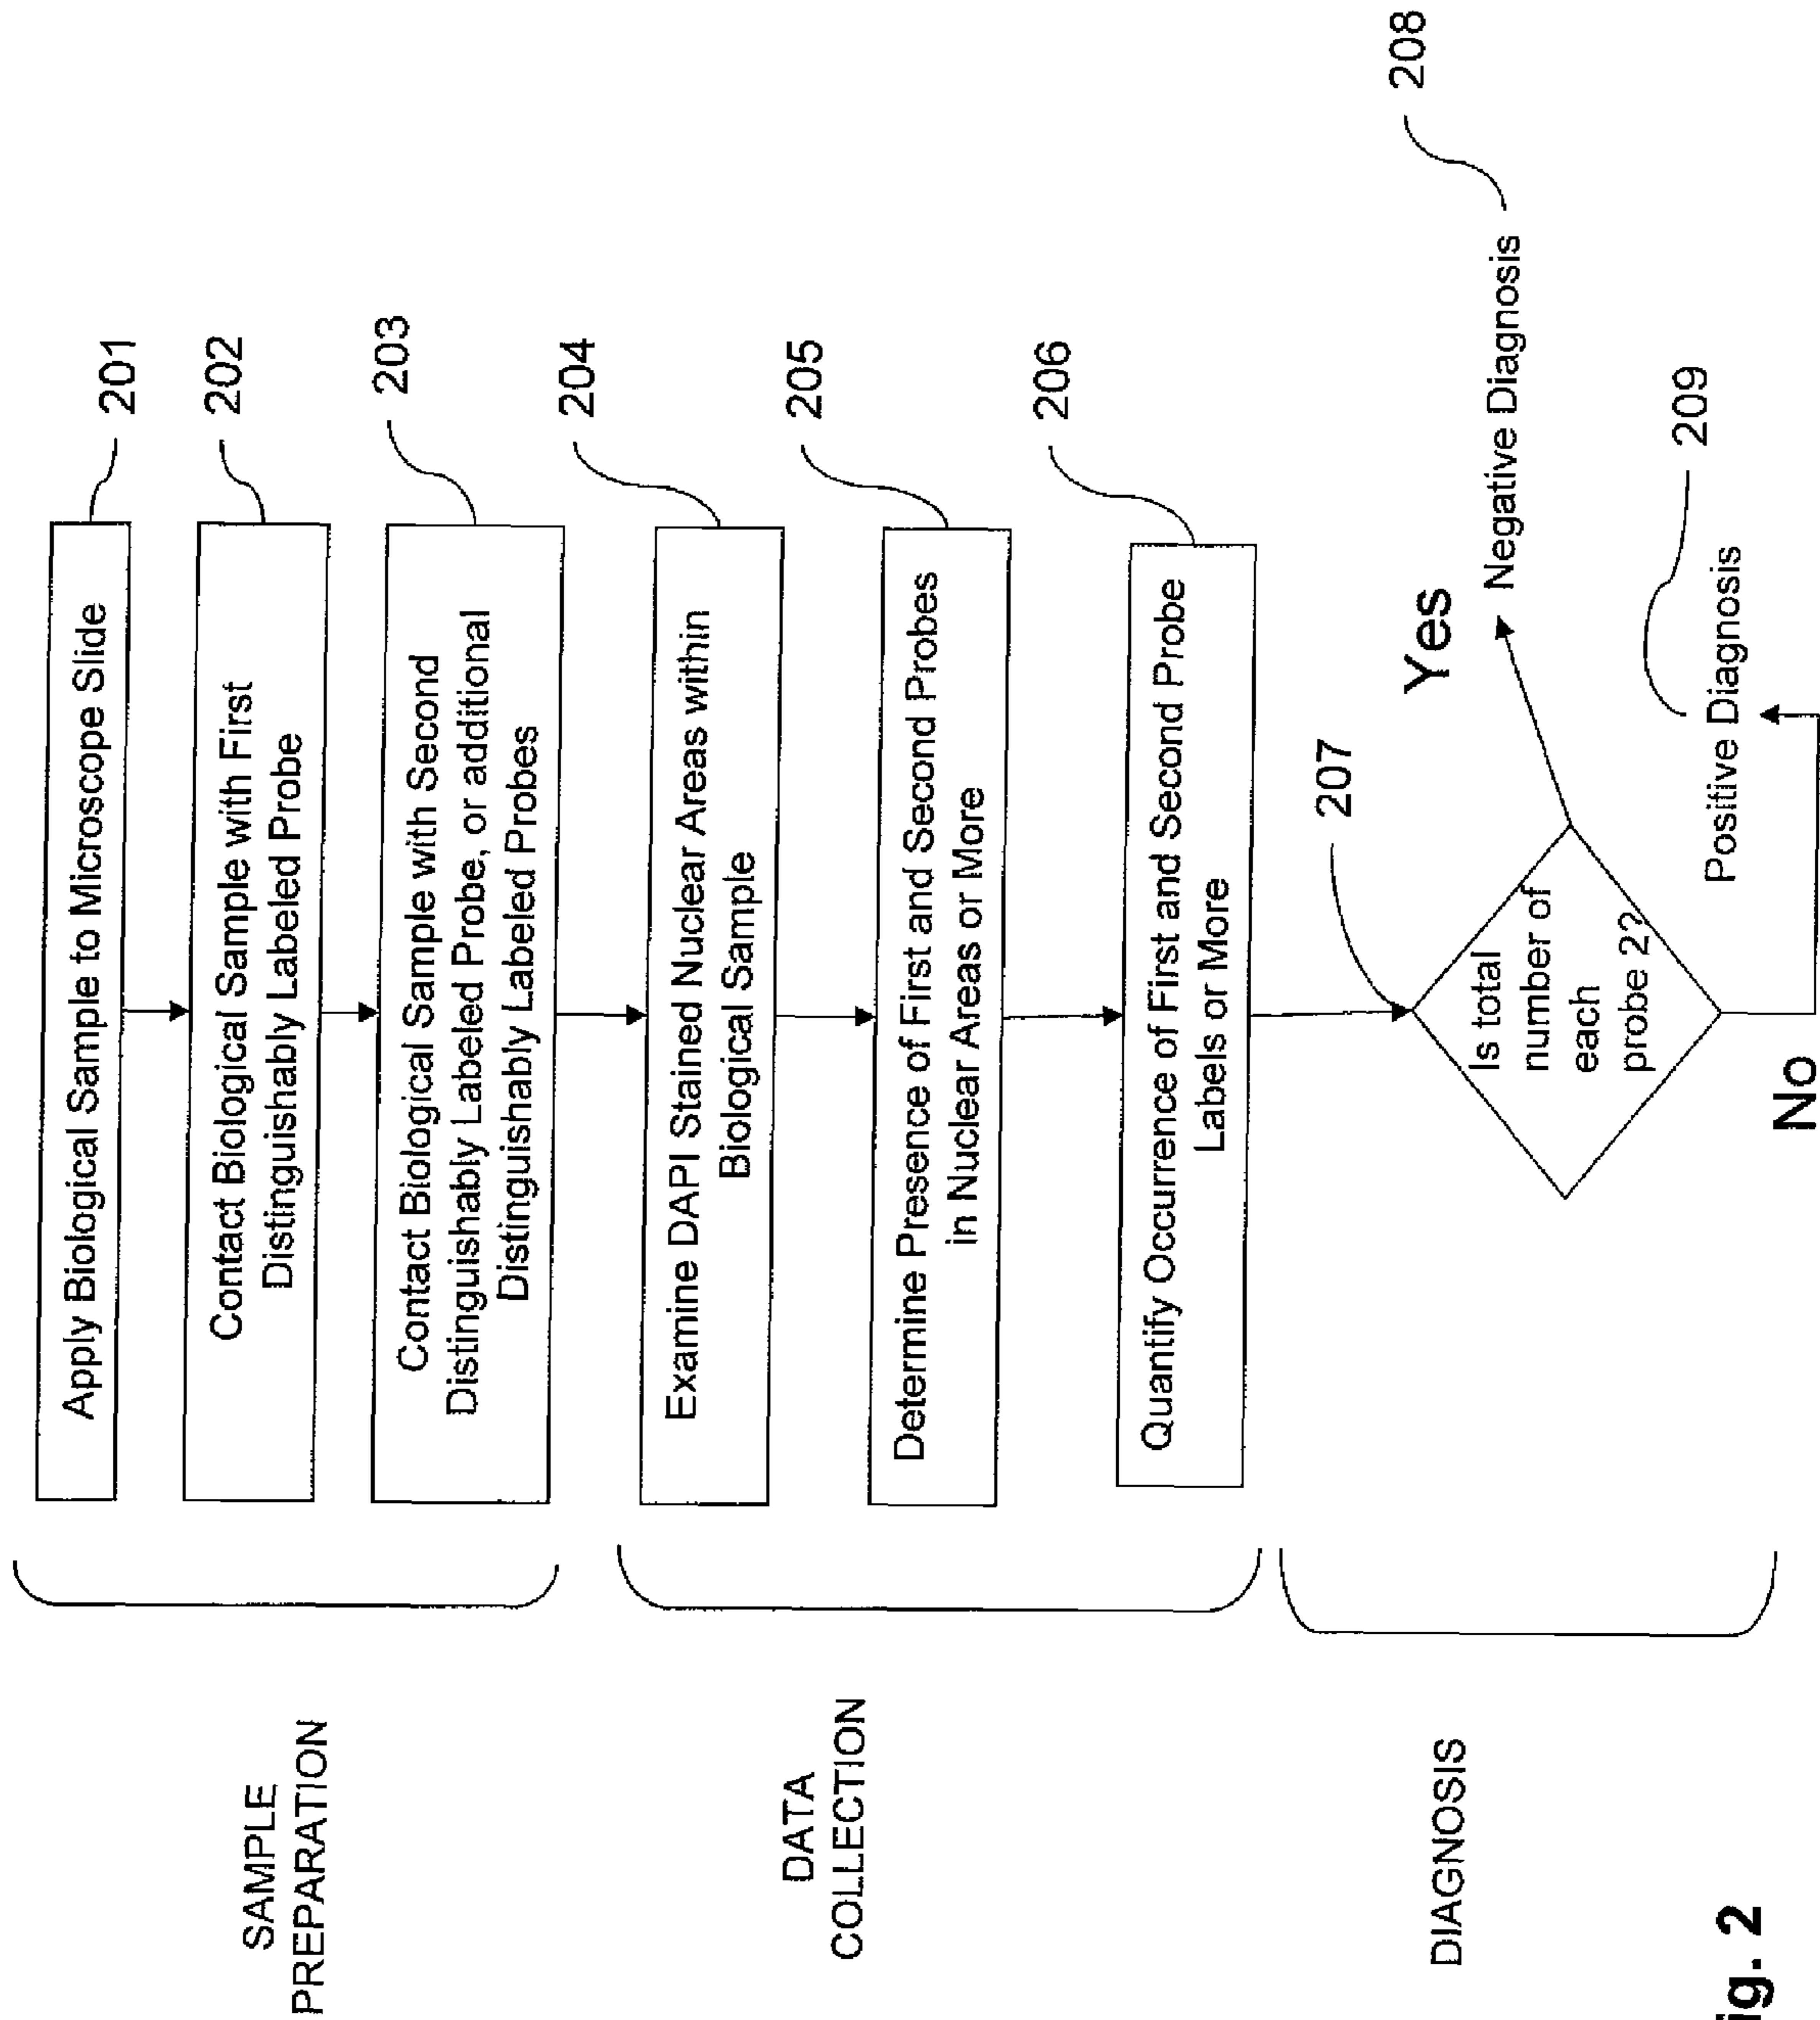 SAMPLE
PREPARATION
Apply Biological Sample to Microscope Slide
201
Contact Biological Sample with First
Distinguishably Labeled Probe
202
Contact Biological Sample with Second
Distinguishably Labeled Probe, or additional
Distinguishably Labeled Probes
203
DATA
COLLECTION
Examine DAPI Stained Nuclear Areas within
Biological Sample
204
Determine Presence of First and Second Probes
in Nuclear Areas or More
205
Quantify Occurrence of First and Second Probe
Labels or More
206
DIAGNOSIS
207
Is total
number of
each
probe 2?
Yes
Negative Diagnosis
208
No
Positive Diagnosis
209
ig. 2